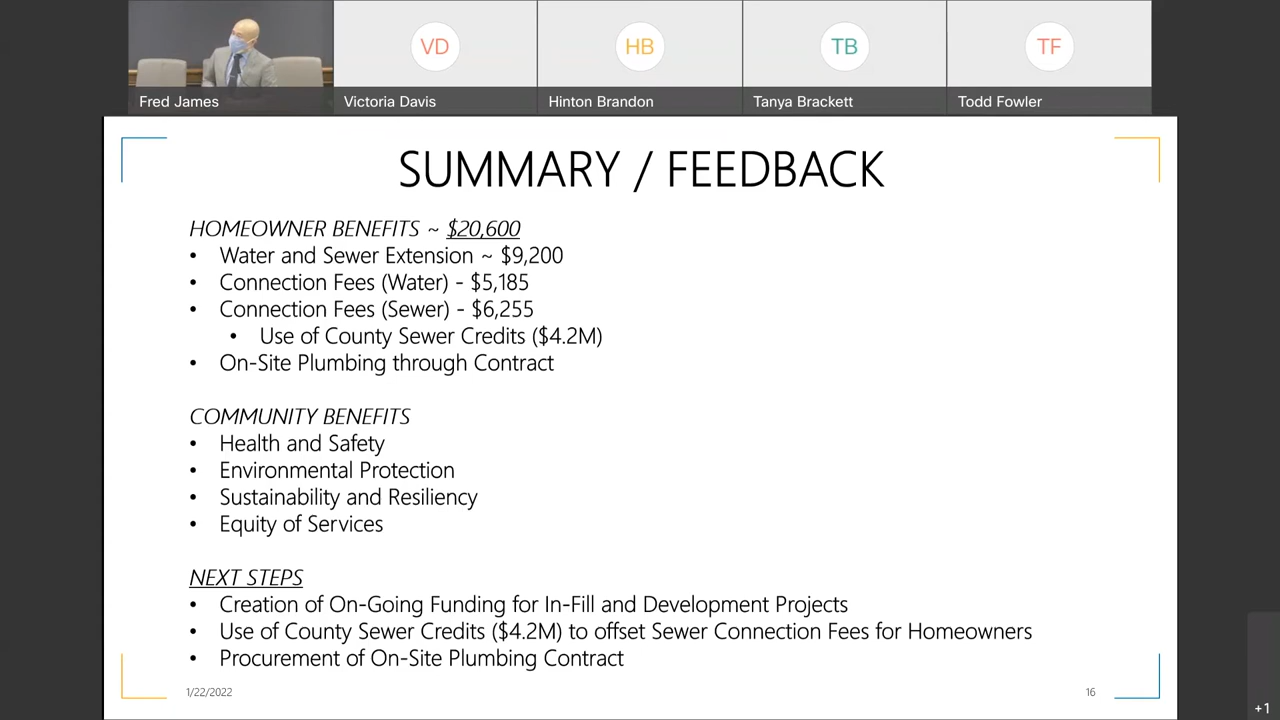 VD
HB
TB
TF
Fred James
Victoria Davis
Hinton Brandon
Tanya Brackett
Todd Fowler
SUMMARY / FEEDBACK
HOMEOWNER BENEFITS ~ $20,600
• Water and Sewer Extension ~ $9,200
• Connection Fees (Water) - $5,185
• Connection Fees (Sewer) - $6,255
• Use of County Sewer Credits ($4.2M)
• On-Site Plumbing through Contract
COMMUNITY BENEFITS
• Health and Safety
• Environmental Protection
• Sustainability and Resiliency
• Equity of Services
NEXT STEPS
• Creation of On-Going Funding for In-Fill and Development Projects
• Use of County Sewer Credits ($4.2M) to offset Sewer Connection Fees for Homeowners
• Procurement of On-Site Plumbing Contract
1/22/2022
16
+1